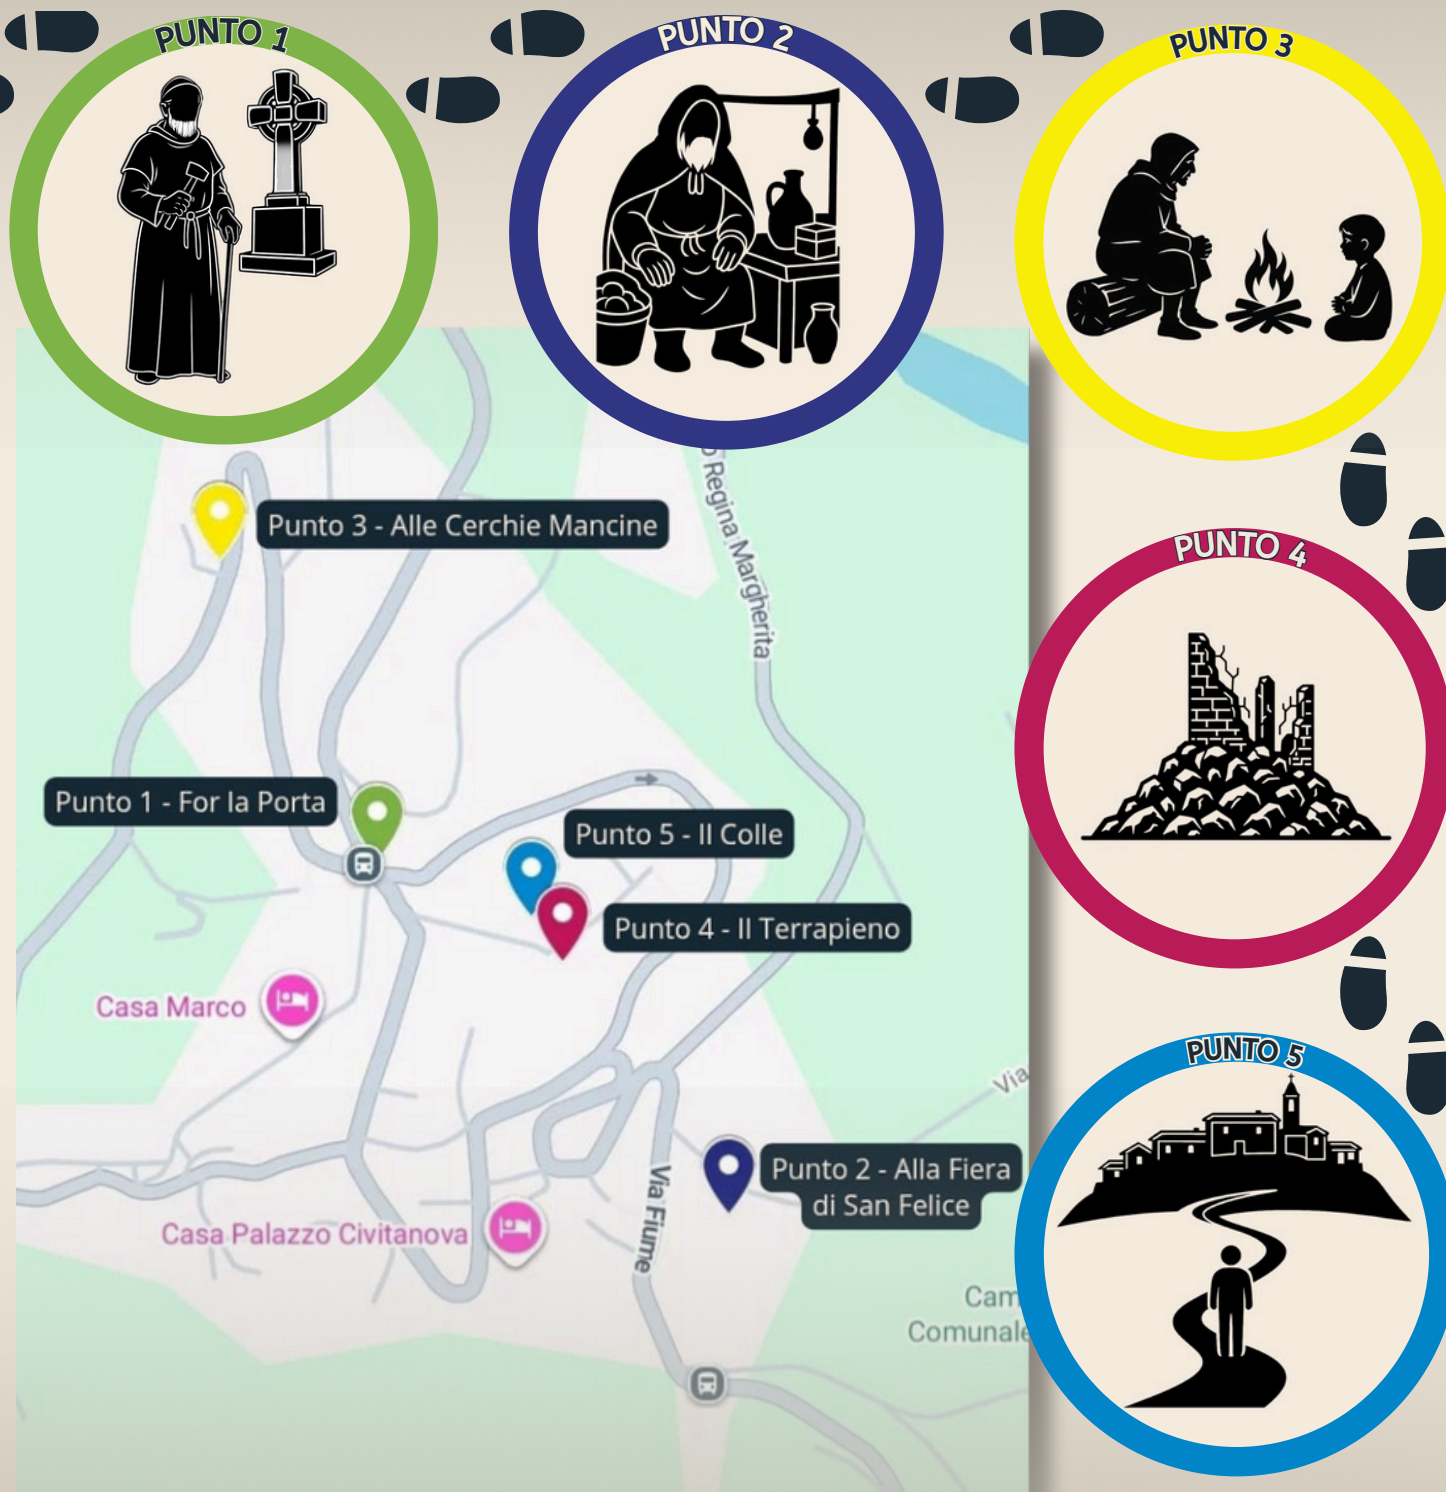 PUNTO 1
PUNTO 2
PUNTO 3
Regina Margherita
Punto 3 - Alle Cerchie Mancine
PUNTO 4
Punto 1 - For la Porta
Punto 5 - Il Colle
Punto 4 - Il Terrapieno
Casa Marco
PUNTO 5
Via
Punto 2 - Alla Fiera
di San Felice
Via Fiume
Casa Palazzo Civitanova
Cam
Comunale